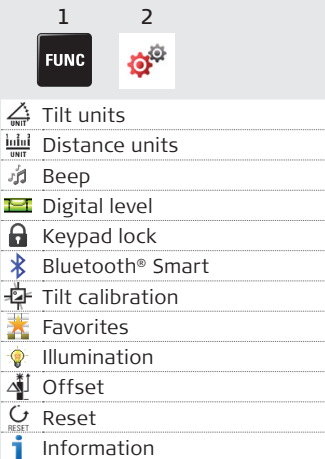 1 2
FUNC
UNIT Tilt units
UNIT Distance units
Beep
Digital level
Keypad lock
Bluetooth® Smart
Tilt calibration
Favorites
Illumination
Offset
RESET Reset
Information